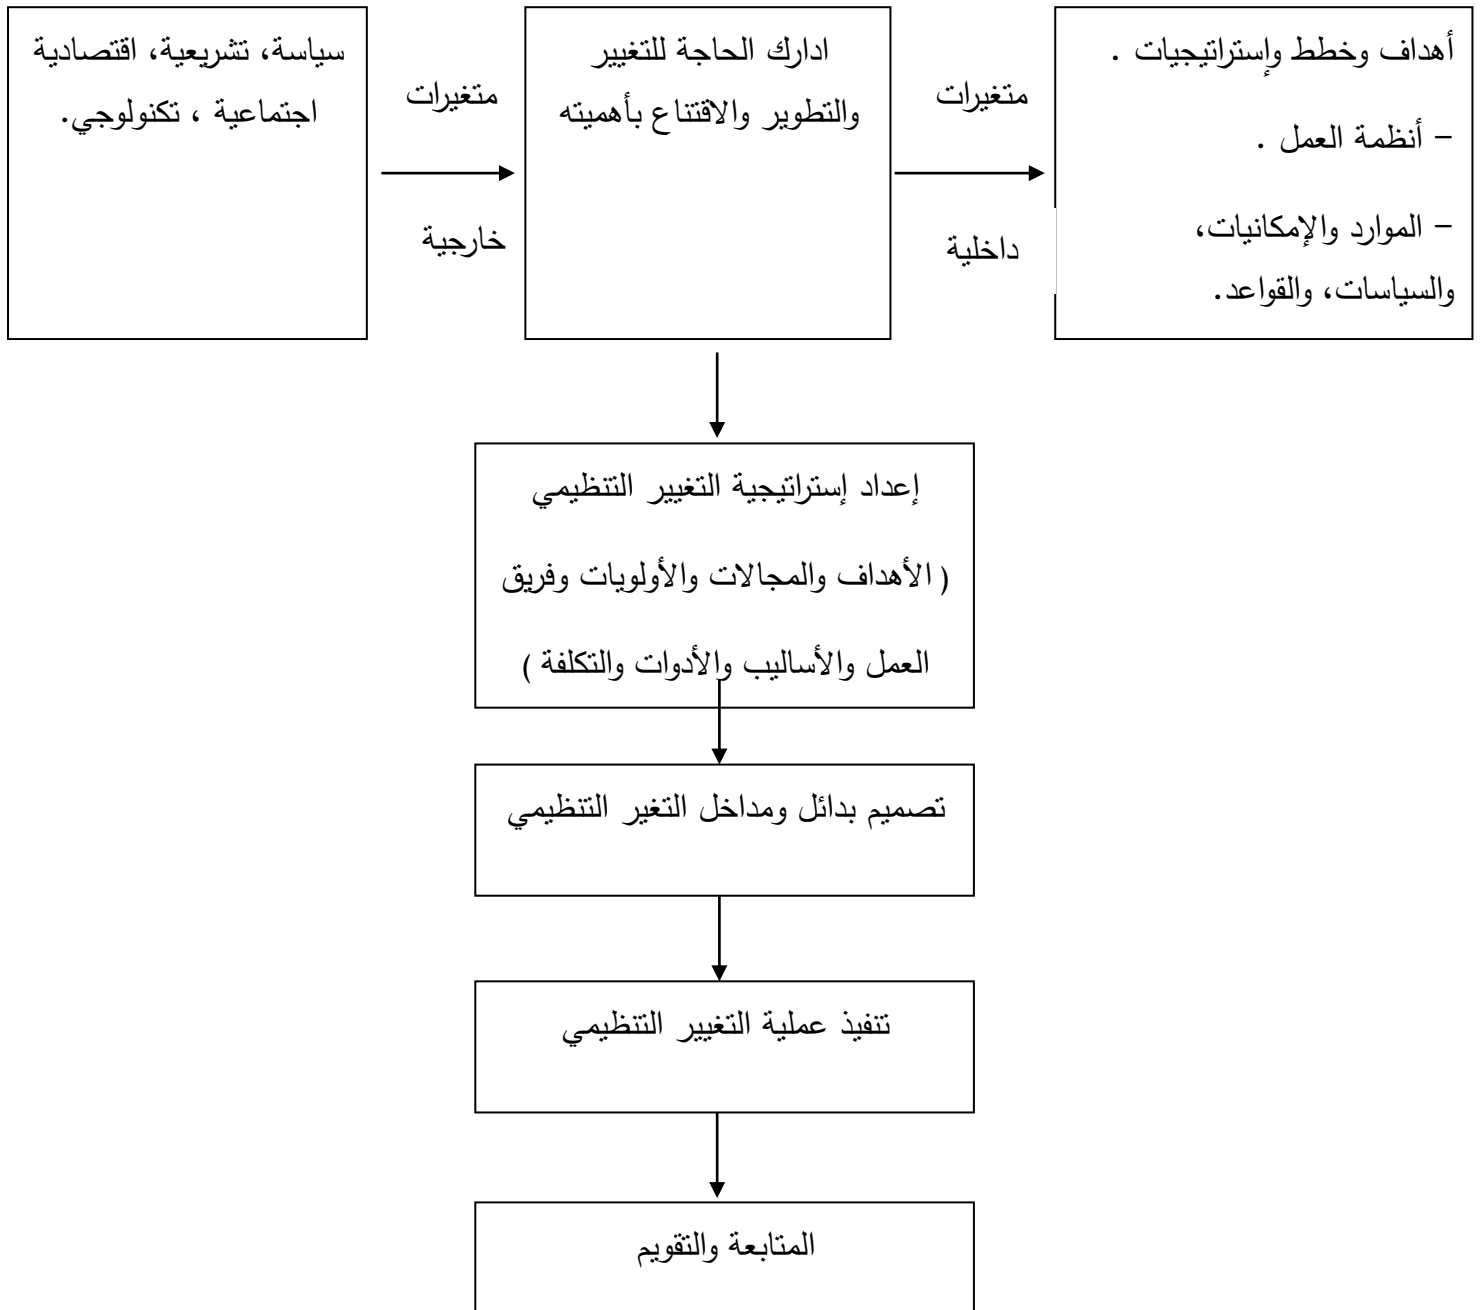 أهداف وخطط وإستراتيجيات .
– أنظمة العمل .
– الموارد والإمكانيات،
والسياسات، والقواعد.
متغيرات
داخلية
ادارك الحاجة للتغيير
والتطوير والاقتناع بأهميته
متغيرات
خارجية
سياسة، تشريعية، اقتصادية
اجتماعية ، تكنولوجي.
إعداد إستراتيجية التغيير التنظيمي
( الأهداف والمجالات والأولويات وفريق
العمل والأساليب والأدوات والتكلفة )
تصميم بدائل ومداخل التغير التنظيمي
تنفيذ عملية التغيير التنظيمي
المتابعة والتقويم